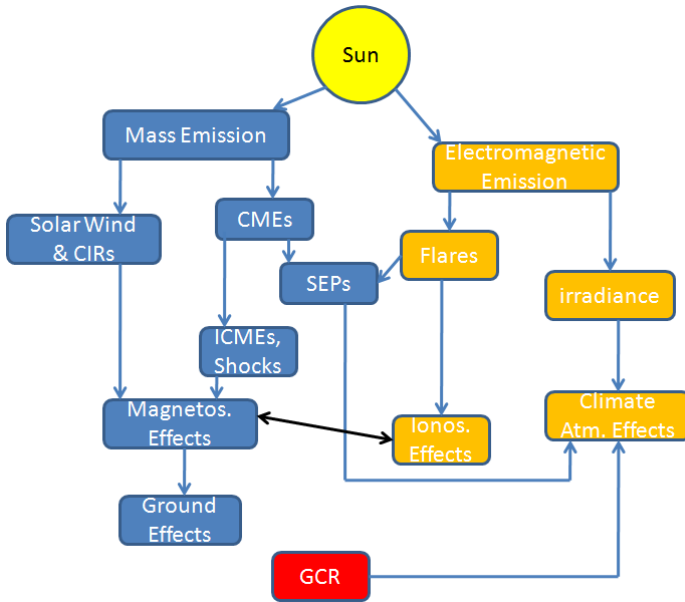 Sun
Mass Emission
Electromagnetic
Emission
Solar Wind
& CIRs
CMEs
Flares
SEPs
irradiance
ICMEs,
Shocks
Magnetos.
Effects
Ionos.
Effects
Climate
Atm. Effects
Ground
Effects
GCR